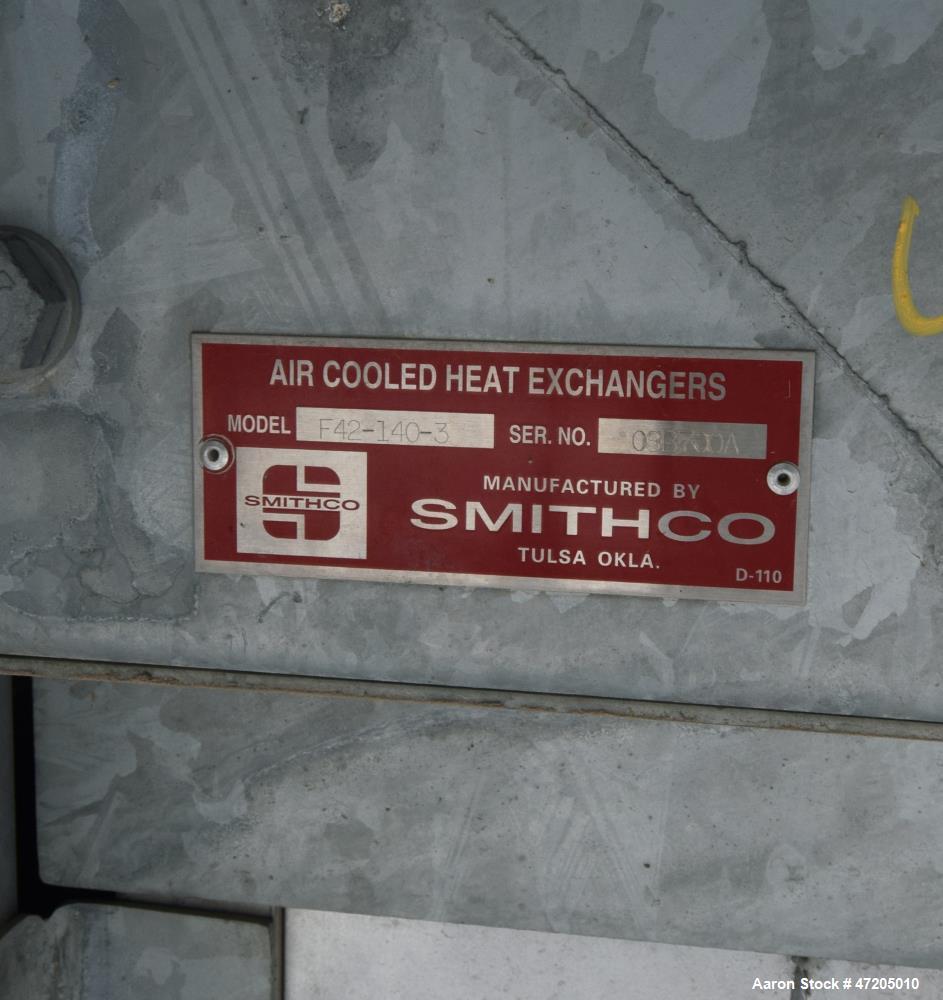 AIR COOLED HEAT EXCHANGERS
MODEL F42-140-3 SER. NO.
SMITHCO
MANUFACTURED BY
SMITHCO
TULSA OKLA.
D-110
Aaron Stock # 47205010